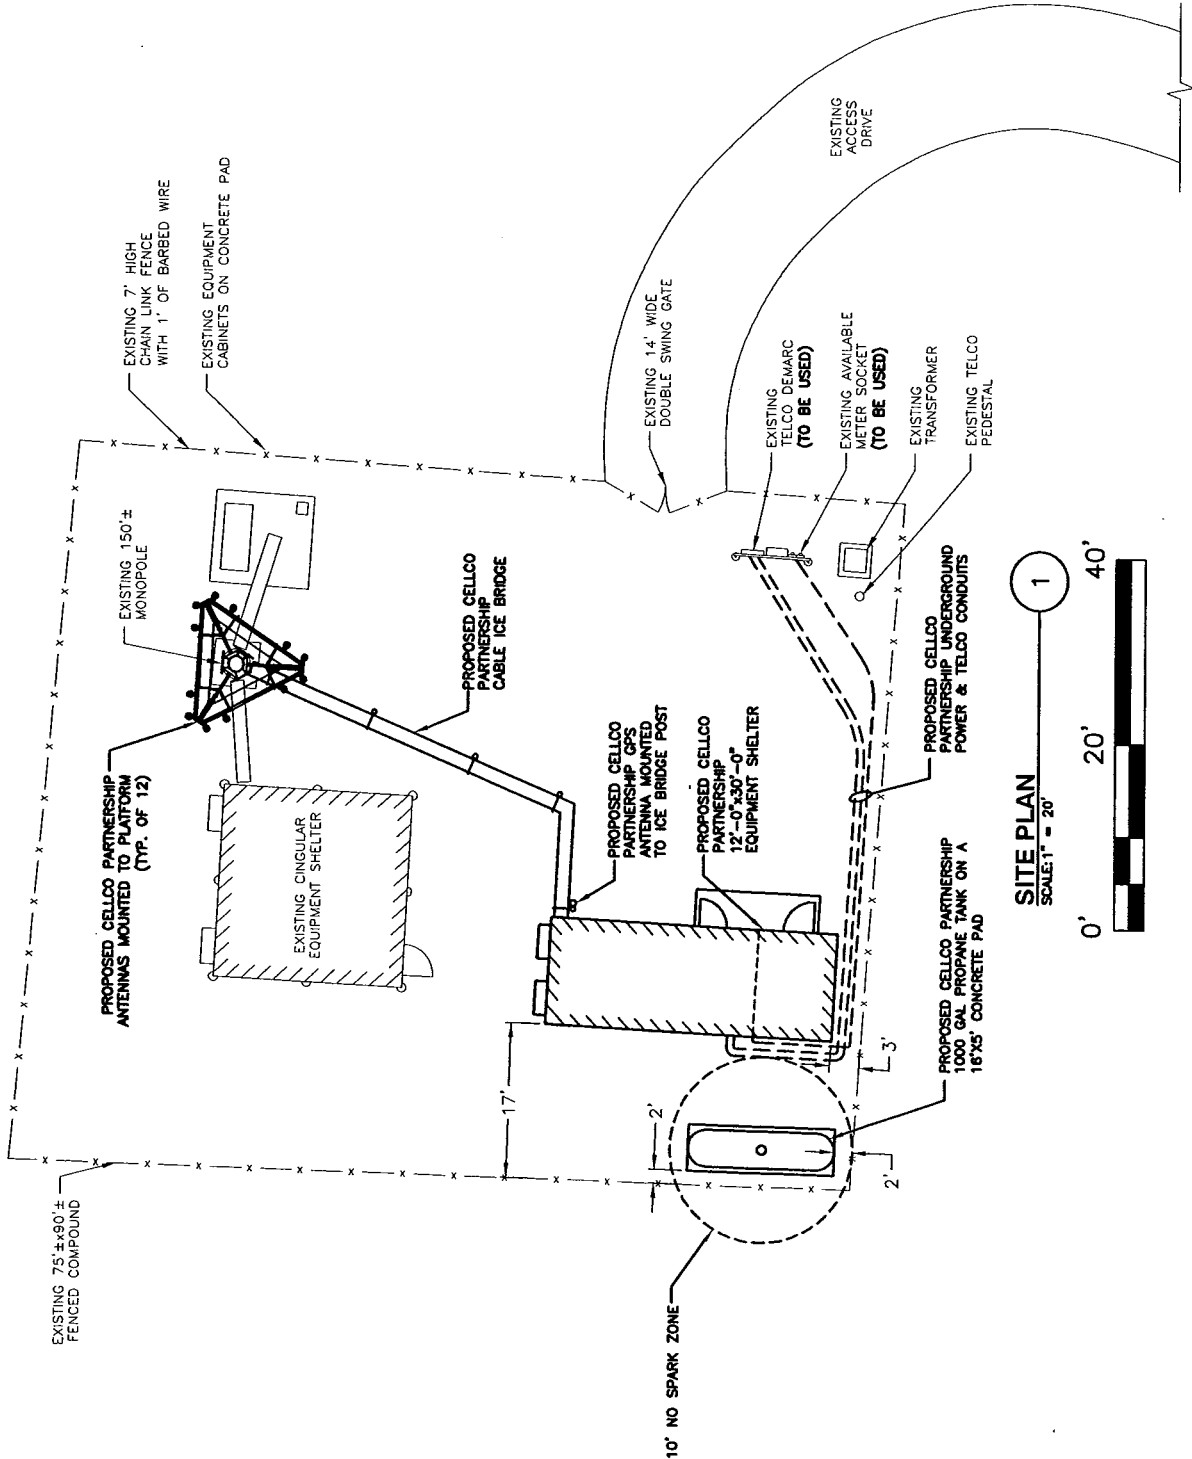 EXISTING 75'±x90'±
FENCED COMPOUND
PROPOSED CELLCO PARTNERSHIP
ANTENNAS MOUNTED TO PLATFORM
(TYP. OF 12)
EXISTING 150'±
MONOPOLE
EXISTING 7' HIGH
CHAIN LINK FENCE
WITH 1' OF BARBED WIRE
EXISTING EQUIPMENT
CABINETS ON CONCRETE PAD
EXISTING CINGULAR
EQUIPMENT SHELTER
PROPOSED CELLCO
PARTNERSHIP
CABLE ICE BRIDGE
17'
PROPOSED CELLCO
PARTNERSHIP GPS
ANTENNA MOUNTED
TO ICE BRIDGE POST
EXISTING 14' WIDE
DOUBLE SWING GATE
PROPOSED CELLCO
PARTNERSHIP
12'-0"x30'-0"
EQUIPMENT SHELTER
10' NO SPARK ZONE
2'
EXISTING
TELCO DEMARC
(TO BE USED)
EXISTING AVAILABLE
METER SOCKET
(TO BE USED)
EXISTING
ACCESS
DRIVE
2'
3'
EXISTING
TRANSFORMER
EXISTING TELCO
PEDESTAL
PROPOSED CELLCO
PARTNERSHIP UNDERGROUND
POWER & TELCO CONDUITS
PROPOSED CELLCO PARTNERSHIP
1000 GAL PROPANE TANK ON A
16'X5' CONCRETE PAD
SITE PLAN
SCALE: 1" = 20'
1
0'
20'
40'